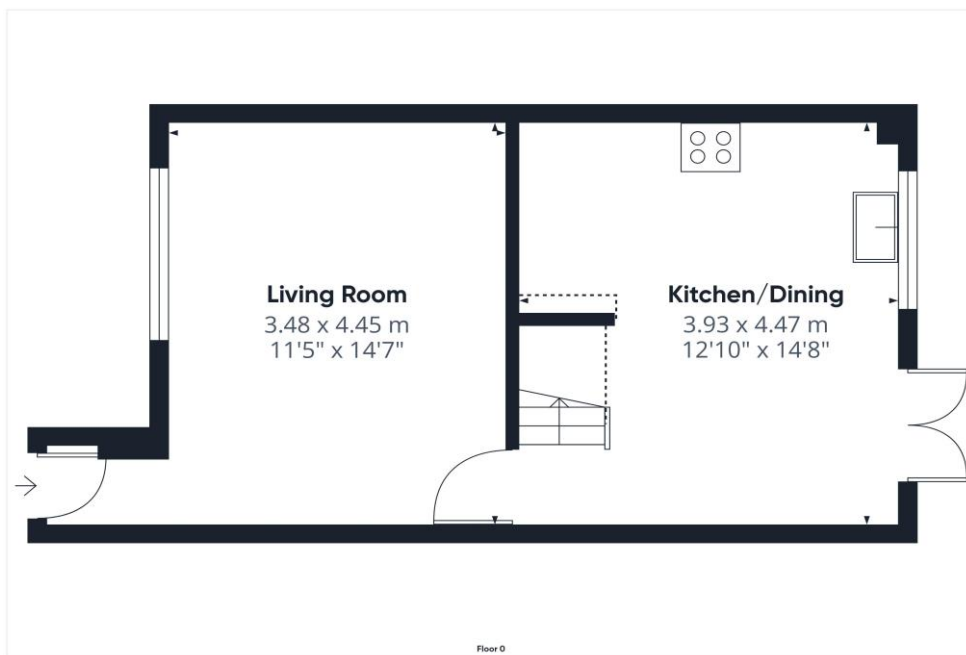 Living Room
3.48 x 4.45 m
11'5" x 14'7"
Kitchen/Dining
3.93 x 4.47 m
12'10" x 14'8"
Floor 0